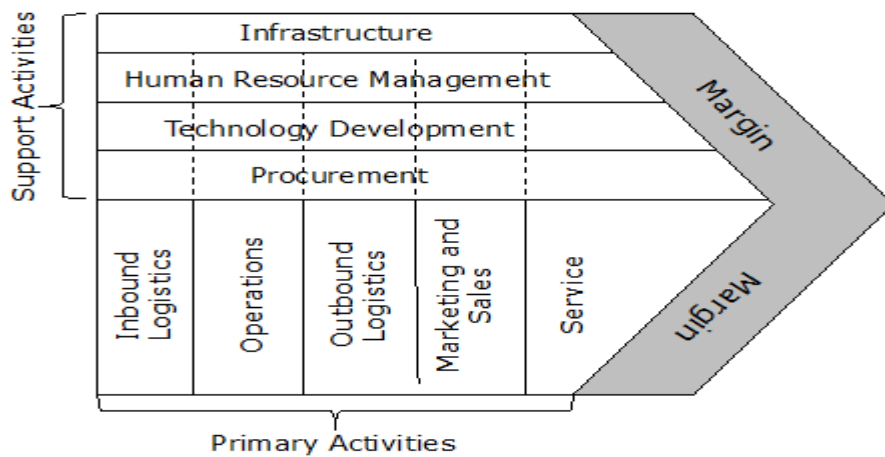 Support Activities
Infrastructure
Human Resource Management
Technology Development
Procurement
Margin
Inbound
Logistics
Operations
Outbound
Logistics
Marketing and
Sales
Service
Margin
Primary Activities